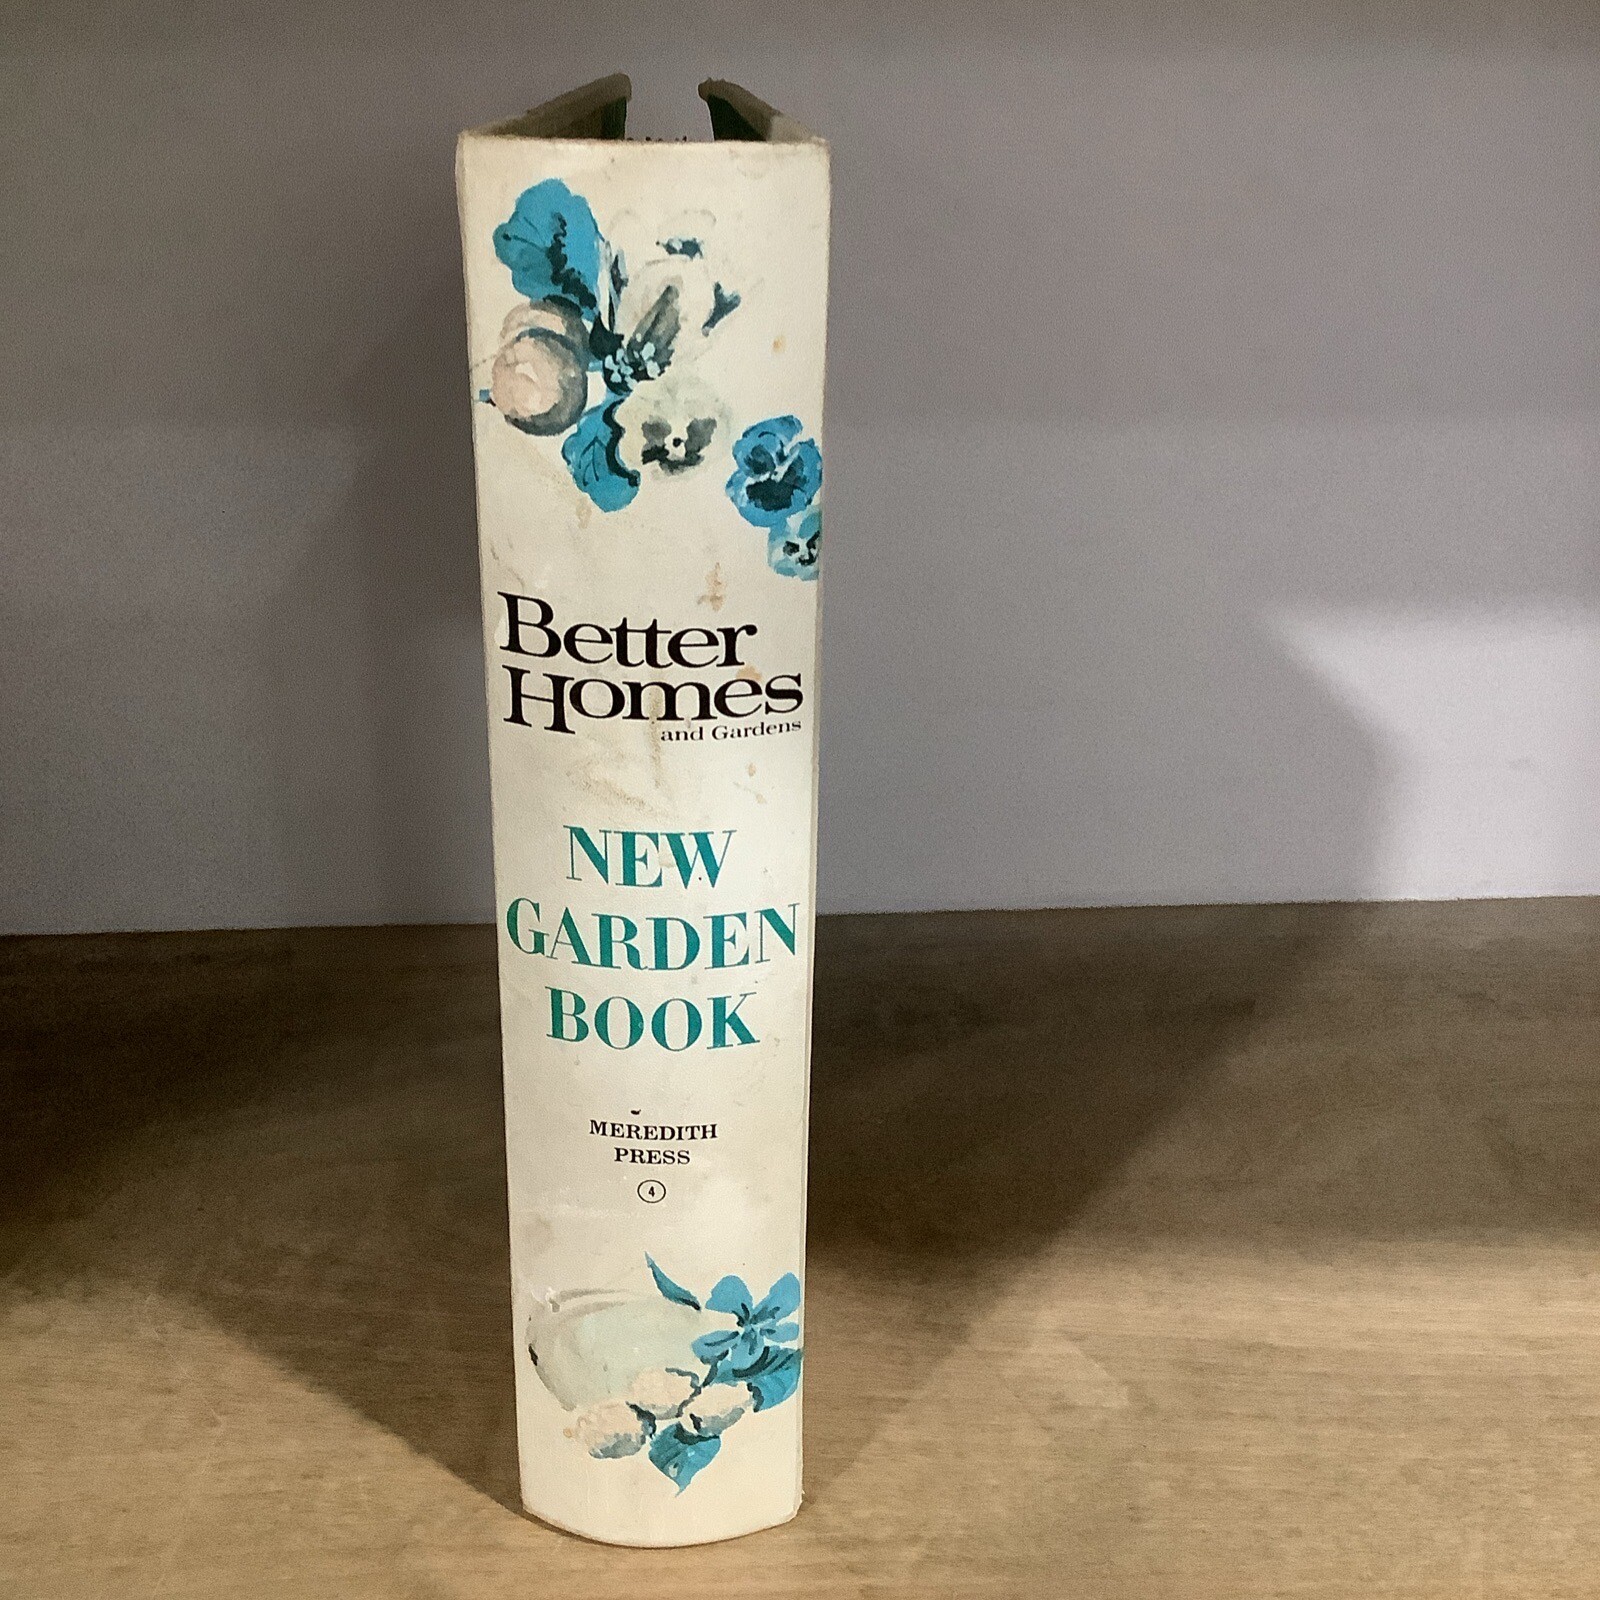 Better
Homes
and Gardens
NEW
GARDEN
BOOK
MEREDITH
PRESS
4